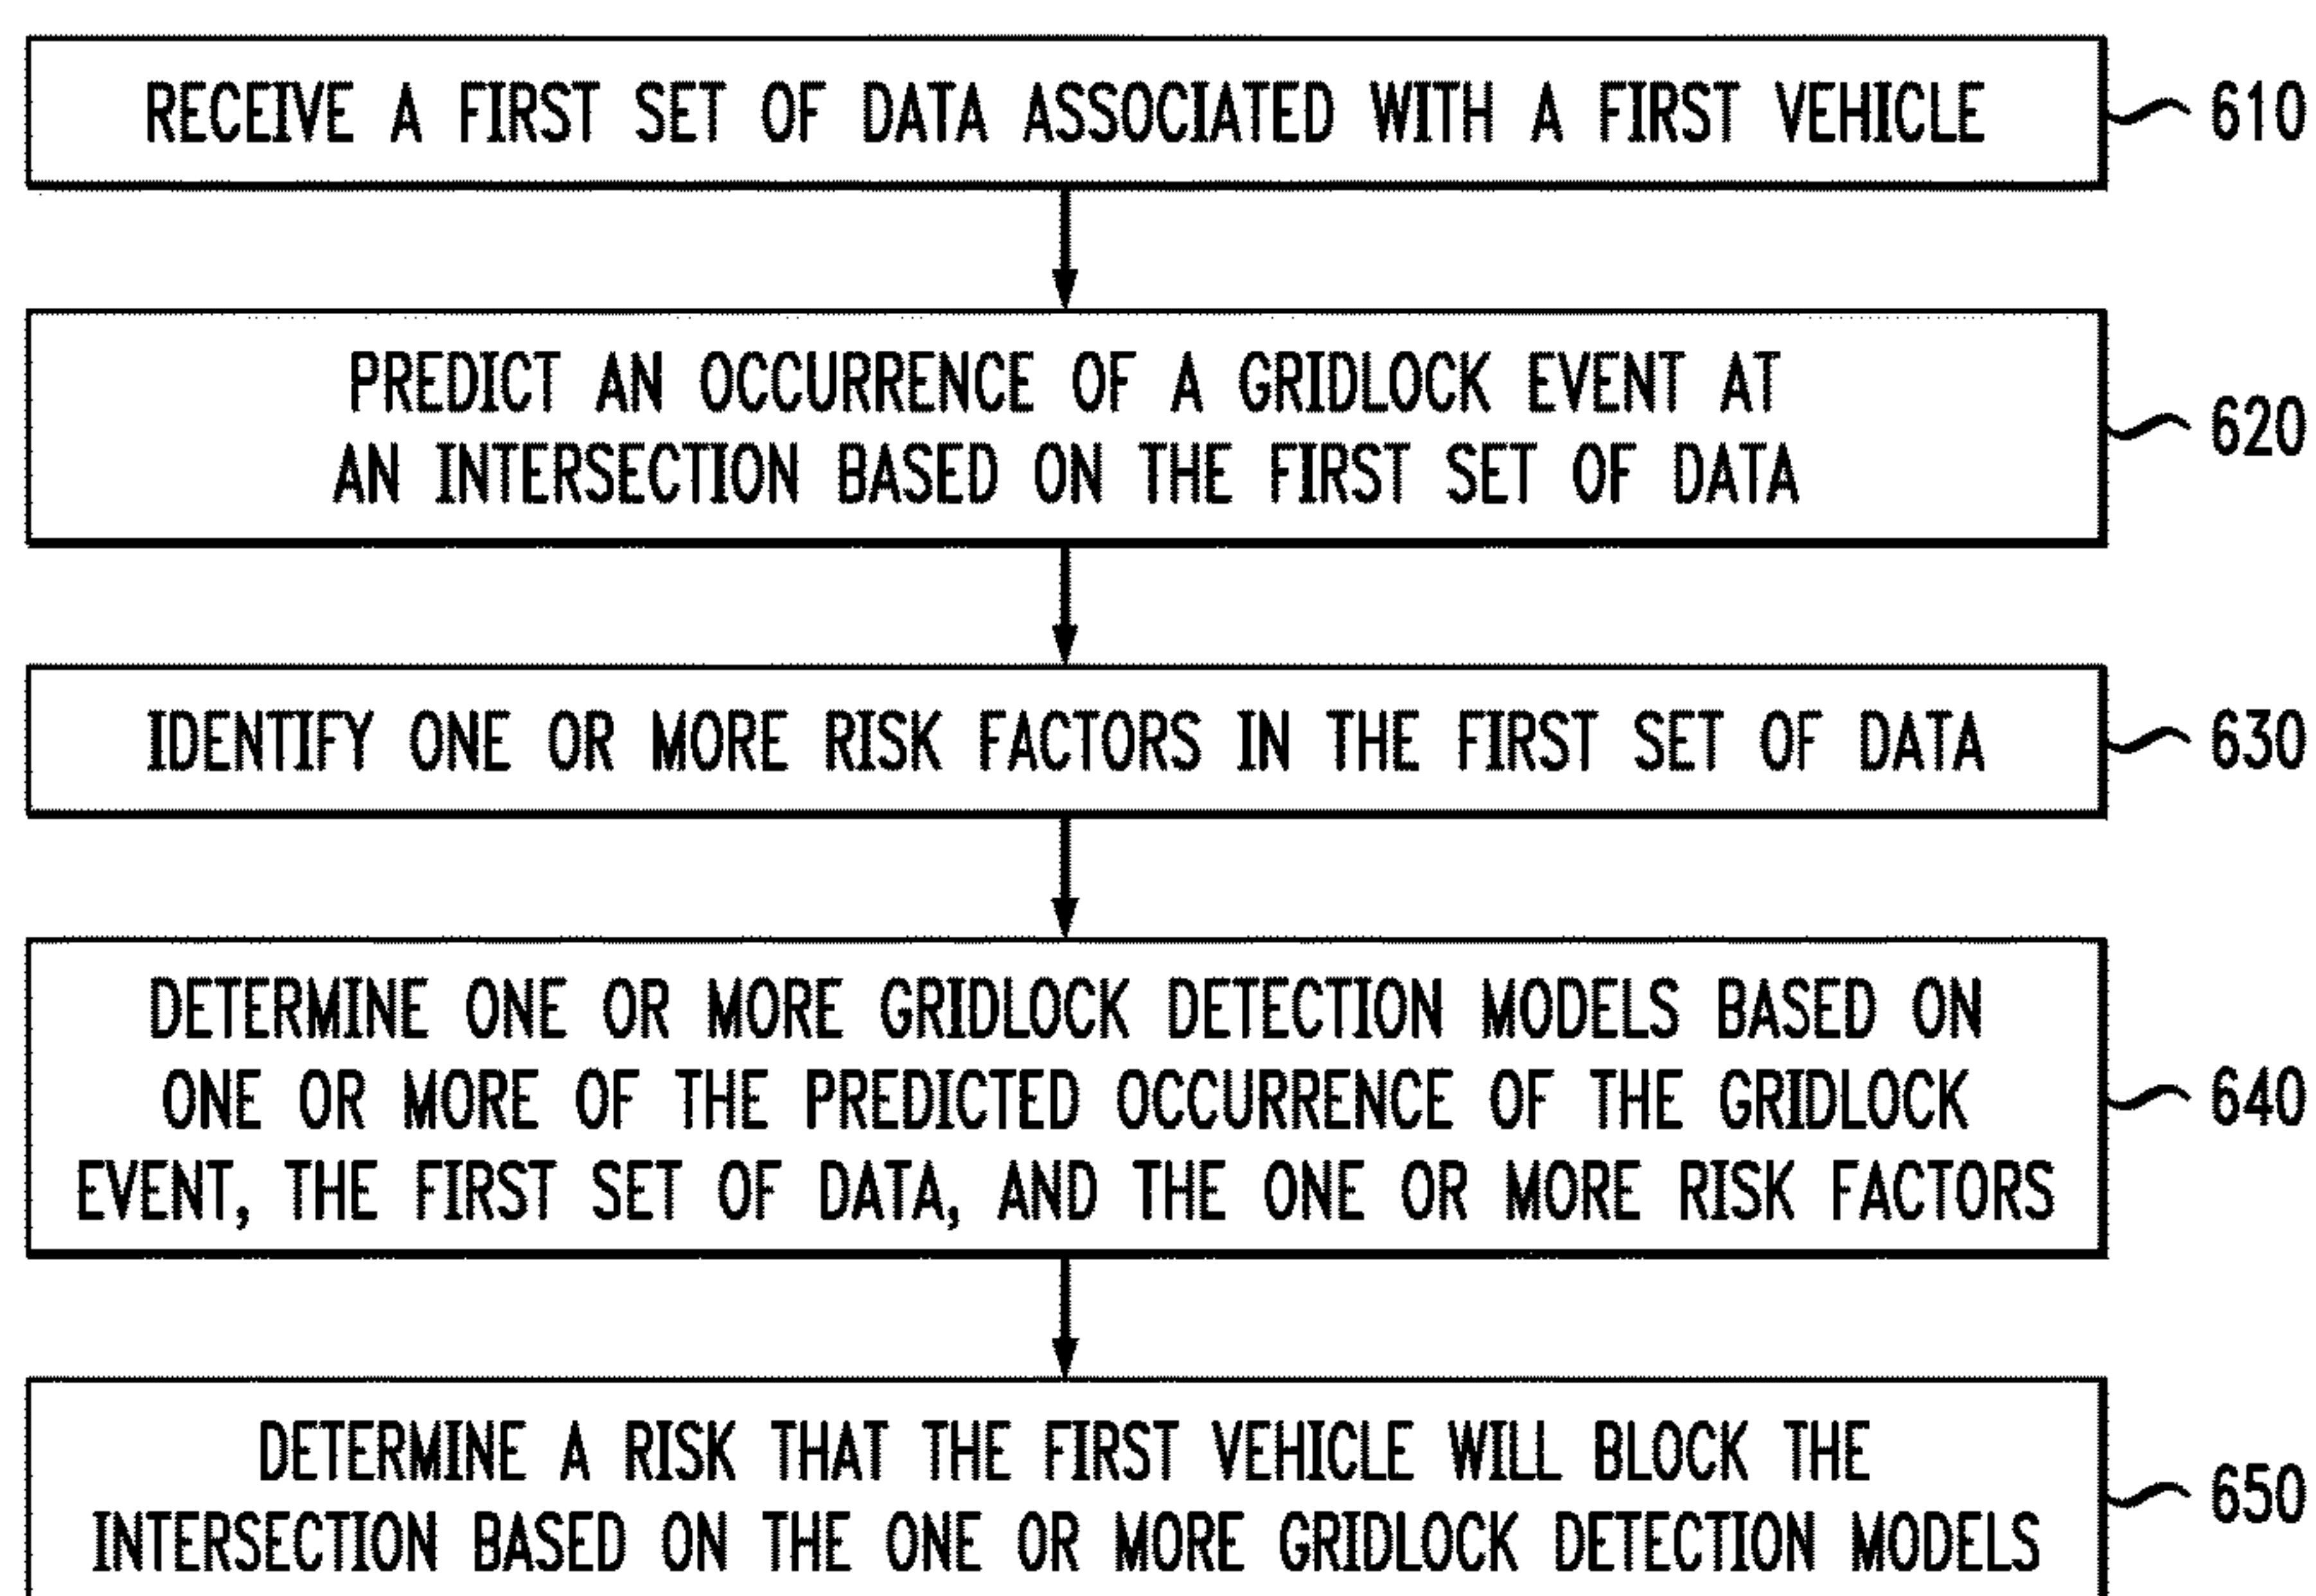 RECEIVE A FIRST SET OF DATA ASSOCIATED WITH A FIRST VEHICLE
610
PREDICT AN OCCURRENCE OF A GRIDLOCK EVENT AT
AN INTERSECTION BASED ON THE FIRST SET OF DATA
620
IDENTIFY ONE OR MORE RISK FACTORS IN THE FIRST SET OF DATA
630
DETERMINE ONE OR MORE GRIDLOCK DETECTION MODELS BASED ON
ONE OR MORE OF THE PREDICTED OCCURRENCE OF THE GRIDLOCK
EVENT, THE FIRST SET OF DATA, AND THE ONE OR MORE RISK FACTORS
640
DETERMINE A RISK THAT THE FIRST VEHICLE WILL BLOCK THE
INTERSECTION BASED ON THE ONE OR MORE GRIDLOCK DETECTION MODELS
650